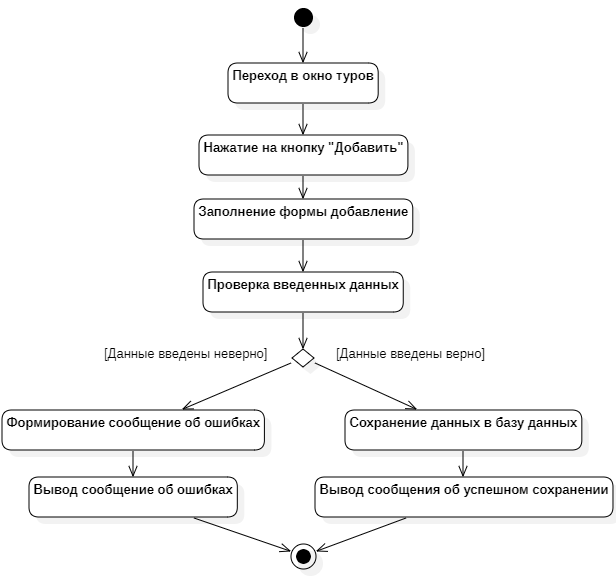 Переход в окно туров
Нажатие на кнопку "Добавить"
Заполнение формы добавление
Проверка введенных данных
[Данные введены неверно]
[Данные введены верно]
Формирование сообщение об ошибках
Сохранение данных в базу данных
Вывод сообщение об ошибках
Вывод сообщения об успешном сохранении